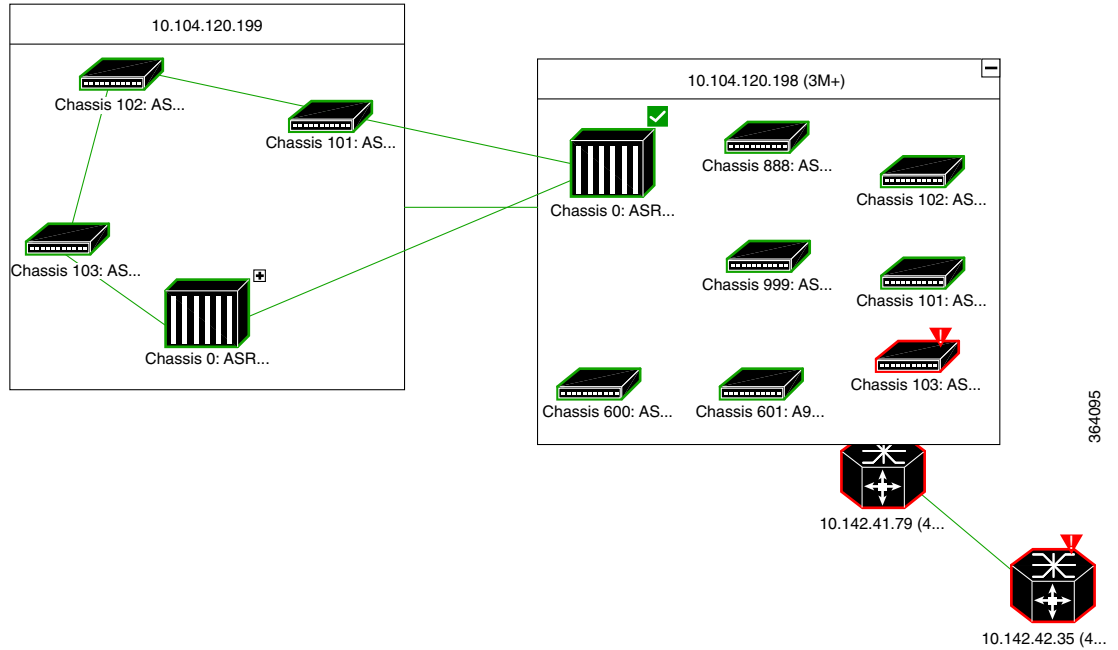 10.104.120.199
Chassis 102: AS...
Chassis 101: AS...
Chassis 103: AS...
Chassis 0: ASR...
10.104.120.198 (3M+)
Chassis 0: ASR...
Chassis 888: AS...
Chassis 102: AS...
Chassis 999: AS...
Chassis 101: AS...
Chassis 103: AS...
Chassis 600: AS...
Chassis 601: A9...
10.142.41.79 (4...
10.142.42.35 (4...
364095